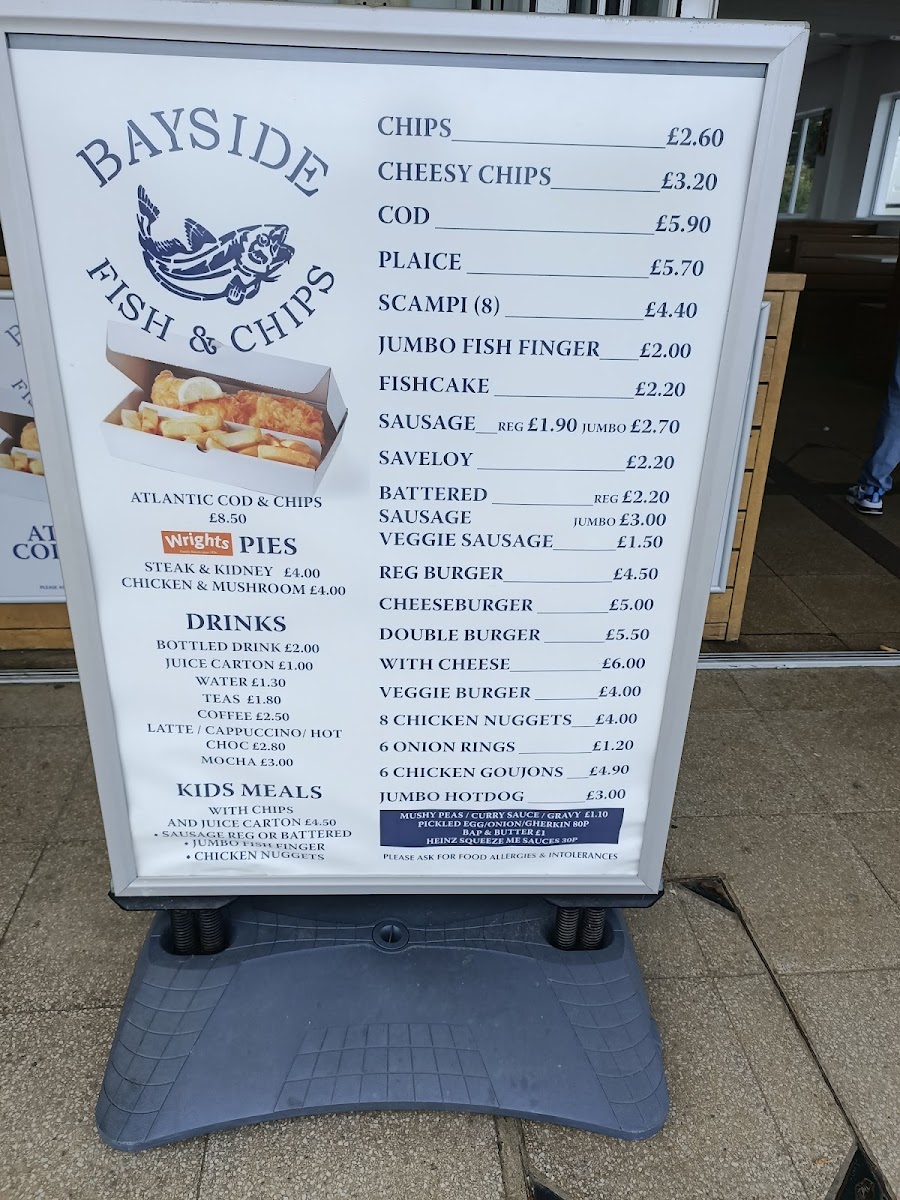 BAYSIDE
FISH & CHIPS
ATLANTIC COD & CHIPS
£8.50
Wrights PIES
STEAK & KIDNEY £4.00
CHICKEN & MUSHROOM £4.00
DRINKS
BOTTLED DRINK £2.00
JUICE CARTON £1.00
WATER £1.30
TEAS £1.80
COFFEE £2.50
LATTE / CAPPUCCINO/ HOT
CHOC £2.80
MOCHA £3.00
KIDS MEALS
WITH CHIPS
AND JUICE CARTON £4.50
• SAUSAGE REG OR BATTERED
• JUMBO FISH FINGER
• CHICKEN NUGGETS
CHIPS £2.60
CHEESY CHIPS £3.20
COD £5.90
PLAICE £5.70
SCAMPI (8) £4.40
JUMBO FISH FINGER £2.00
FISHCAKE £2.20
SAUSAGE REG £1.90 JUMBO £2.70
SAVELOY £2.20
BATTERED REG £2.20
SAUSAGE JUMBO £3.00
VEGGIE SAUSAGE £1.50
REG BURGER £4.50
CHEESEBURGER £5.00
DOUBLE BURGER £5.50
WITH CHEESE £6.00
VEGGIE BURGER £4.00
8 CHICKEN NUGGETS £4.00
6 ONION RINGS £1.20
6 CHICKEN GOUJONS £4.90
JUMBO HOTDOG £3.00
MUSHY PEAS / CURRY SAUCE / GRAVY £1.10
PICKLED EGG/ONION/GHERKIN 80P
BAP & BUTTER £1
HEINZ SQUEEZE ME SAUCES 30P
PLEASE ASK FOR FOOD ALLERGIES & INTOLERANCES